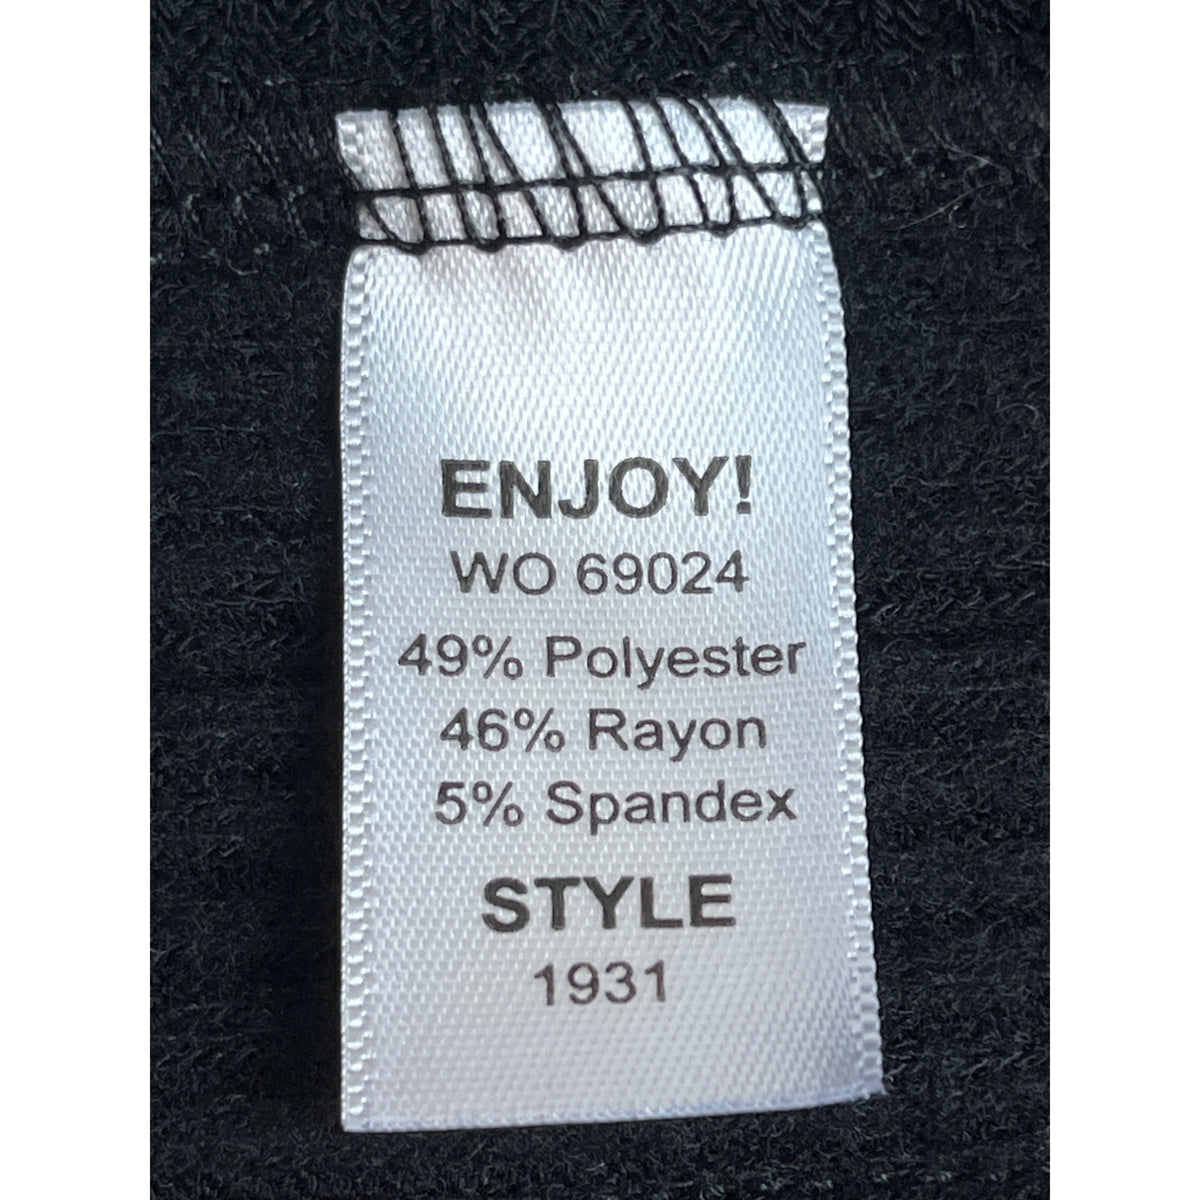 ENJOY!
WO 69024
49% Polyester
46% Rayon
5% Spandex
STYLE
1931